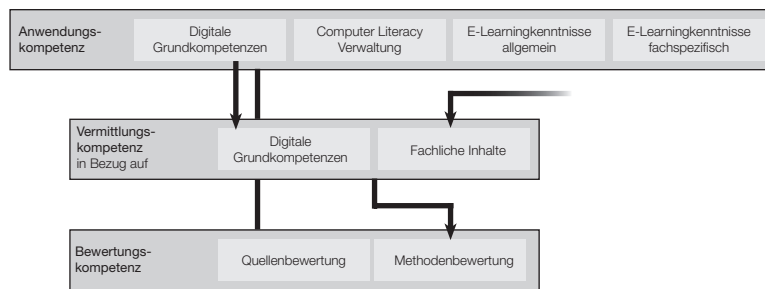 Anwendungs-
kompetenz
Digitale
Grundkompetenzen
Computer Literacy
Verwaltung
E-Learningkenntnisse
allgemein
E-Learningkenntnisse
fachspezifisch
Vermittlungs-
kompetenz
in Bezug auf
Digitale
Grundkompetenzen
Fachliche Inhalte
Bewertungs-
kompetenz
Quellenbewertung
Methodenbewertung